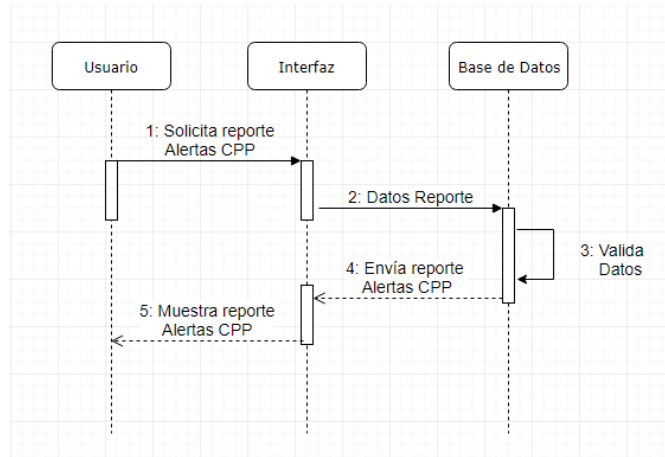 Usuario
Interfaz
Base de Datos
1: Solicita reporte
Alertas CPP
2: Datos Reporte
3: Valida
Datos
4: Envía reporte
Alertas CPP
5: Muestra reporte
Alertas CPP